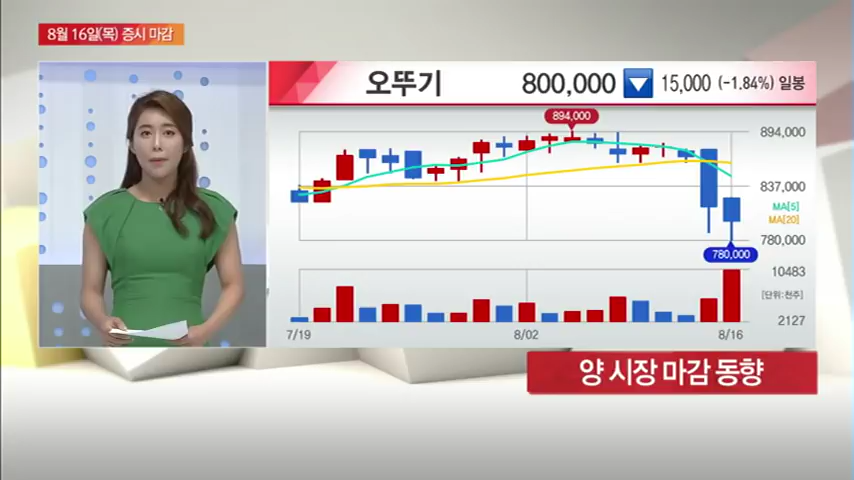 8월 16일(목) 증시 마감
오뚜기 800,000 ▼ 15,000 (-1.84%) 일봉
894,000
894,000
837,000
MA[5]
MA[20]
780,000
780,000
10483
[단위:천주]
2127
7/19 8/02 8/16
양 시장 마감 동향